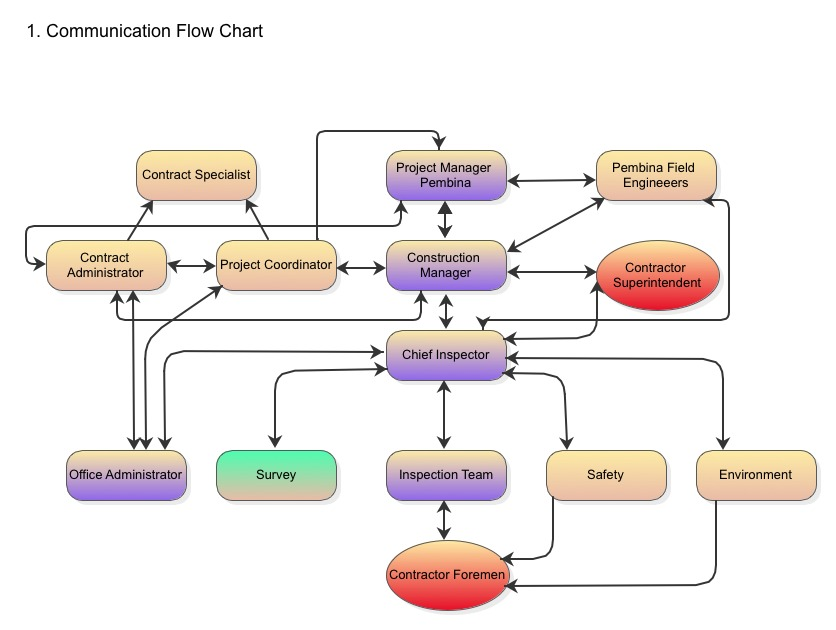 1. Communication Flow Chart
Contract Specialist
Project Manager
Pembina
Pembina Field
Engineeers
Contract
Administrator
Project Coordinator
Construction
Manager
Contractor
Superintendent
Chief Inspector
Office Administrator
Survey
Inspection Team
Safety
Environment
Contractor Foremen